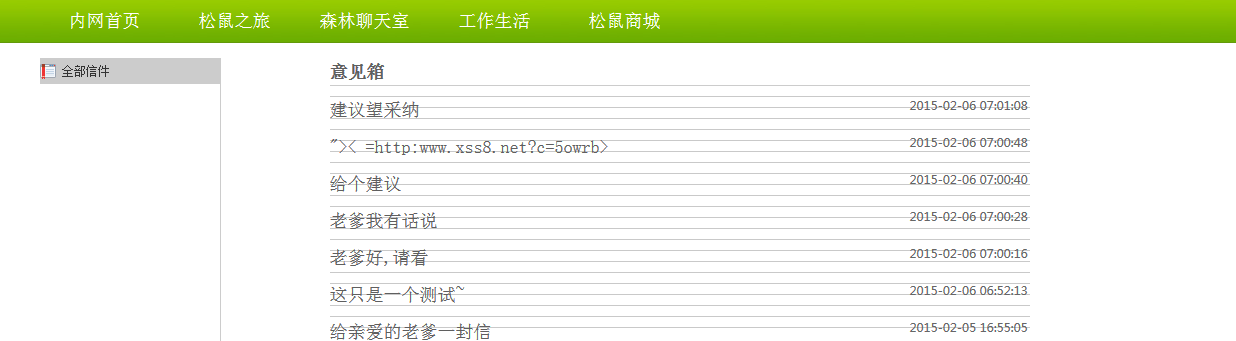 内网首页 松鼠之旅 森林聊天室 工作生活 松鼠商城
全部信件
意见箱
建议望采纳 2015-02-06 07:01:08
">< =http:www.xss8.net?c=5owrb> 2015-02-06 07:00:48
给个建议 2015-02-06 07:00:40
老爹我有话说 2015-02-06 07:00:28
老爹好,请看 2015-02-06 07:00:16
这只是一个测试~ 2015-02-06 06:52:13
给亲爱的老爹一封信 2015-02-05 16:55:05